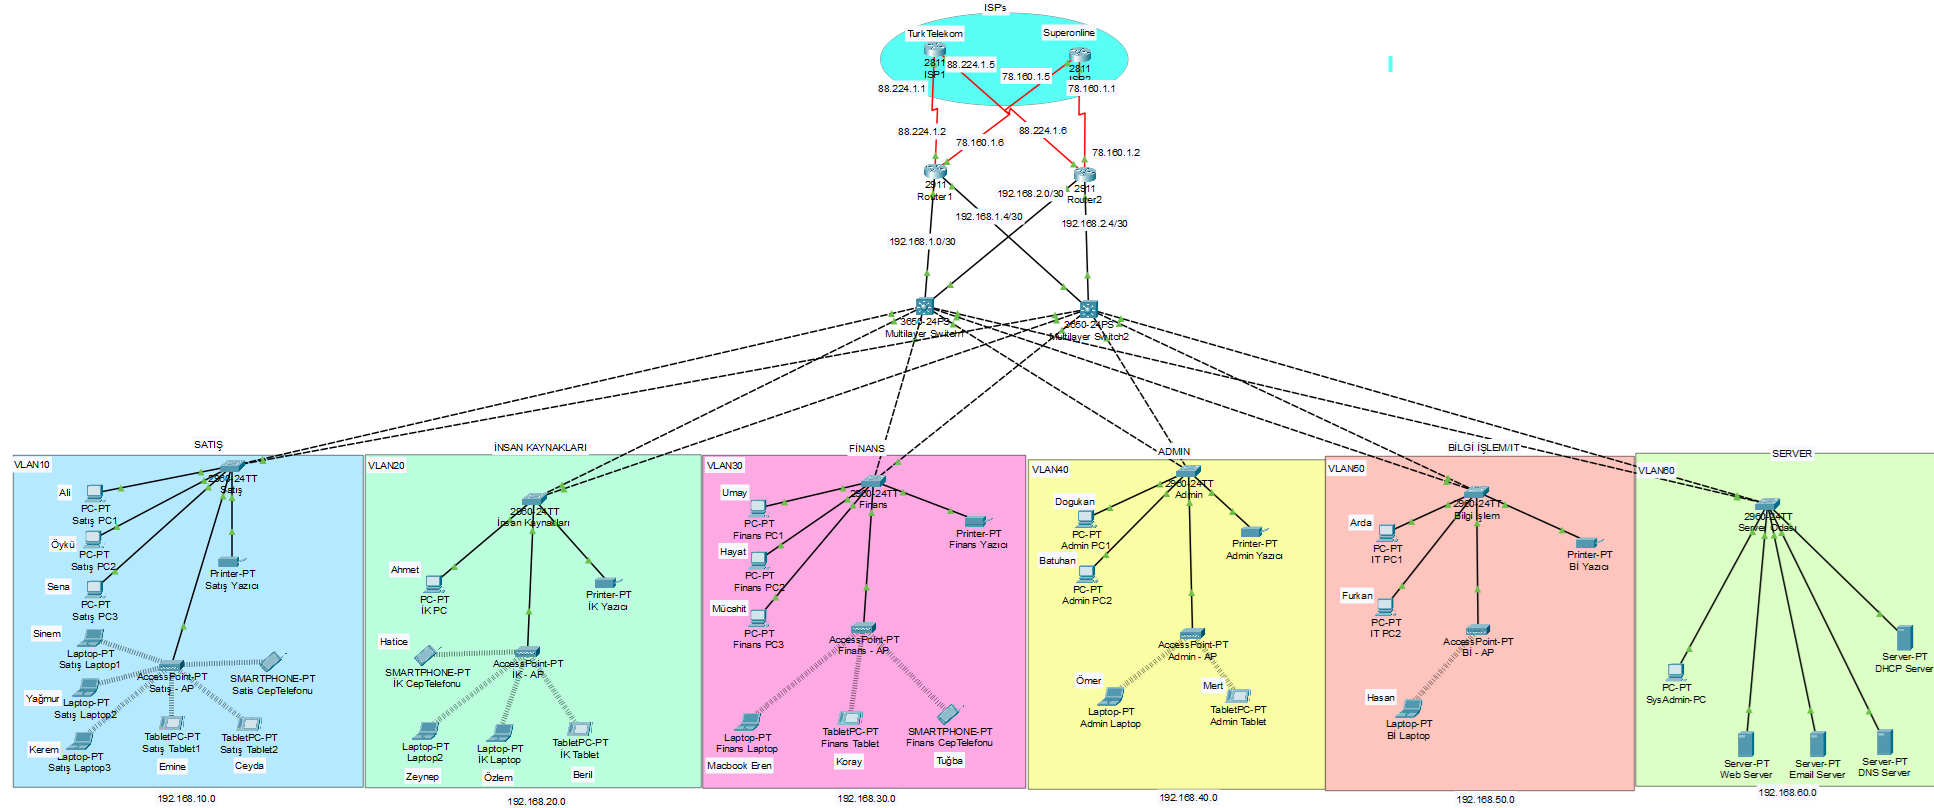 ISP's
TurkTelekom
Superonline
2811
ISP1
88.224.1.5
2811
78.160.1.5
88.224.1.1
78.160.1.1
88.224.1.2
78.160.1.6
88.224.1.6
78.160.1.2
2911
Router1
2911
Router2
192.168.2.0/30
192.168.1.4/30
192.168.2.4/30
192.168.1.0/30
3650-24PS
Multilayer Switch1
3650-24PS
Multilayer Switch2
SATIŞ
VLAN10
2960-24TT
Satış
Ali
PC-PT
Satış PC1
Öykü
PC-PT
Satış PC2
Sena
PC-PT
Satış PC3
Printer-PT
Satış Yazıcı
Sinem
Laptop-PT
Satış Laptop1
AccessPoint-PT
Satış - AP
SMARTPHONE-PT
Satis CepTelefonu
Yağmur
Laptop-PT
Satış Laptop2
Kerem
Laptop-PT
Satış Laptop3
TabletPC-PT
Satış Tablet1
Emine
TabletPC-PT
Satış Tablet2
Ceyda
192.168.10.0
İNSAN KAYNAKLARI
VLAN20
2960-24TT
İnsan Kaynakları
Ahmet
PC-PT
İK PC
Printer-PT
İK Yazıcı
Hatice
SMARTPHONE-PT
İK CepTelefonu
AccessPoint-PT
İK - AP
Laptop-PT
Laptop2
Zeynep
Laptop-PT
İK Laptop
Özlem
TabletPC-PT
İK Tablet
Beril
192.168.20.0
FİNANS
VLAN30
2960-24TT
Finans
Umay
PC-PT
Finans PC1
Hayat
PC-PT
Finans PC2
Mücahit
PC-PT
Finans PC3
Printer-PT
Finans Yazıcı
AccessPoint-PT
Finans - AP
Laptop-PT
Finans Laptop
Macbook Eren
TabletPC-PT
Finans Tablet
Koray
SMARTPHONE-PT
Finans CepTelefonu
Tuğba
192.168.30.0
ADMIN
VLAN40
2960-24TT
Admin
Dogukan
PC-PT
Admin PC1
Batuhan
PC-PT
Admin PC2
Printer-PT
Admin Yazıcı
AccessPoint-PT
Admin - AP
Ömer
Laptop-PT
Admin Laptop
Mert
TabletPC-PT
Admin Tablet
192.168.40.0
BİLGİ İŞLEM/IT
VLAN50
2960-24TT
Bilgi İşlem
Arda
PC-PT
IT PC1
Furkan
PC-PT
IT PC2
Printer-PT
Bİ Yazıcı
AccessPoint-PT
Bİ - AP
Hasan
Laptop-PT
Bİ Laptop
192.168.50.0
SERVER
VLAN60
2960-24TT
Server Odası
PC-PT
SysAdmin-PC
Server-PT
DHCP Server
Server-PT
Web Server
Server-PT
Email Server
Server-PT
DNS Server
192.168.60.0